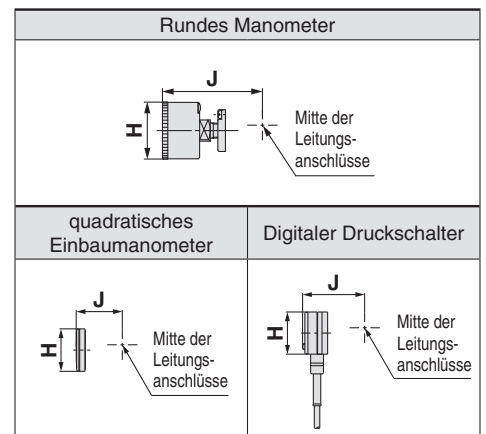 Rundes Manometer
J
H
Mitte der
Leitungs-
anschlüsse
quadratisches
Einbaumanometer
Digitaler Druckschalter
J
H
Mitte der
Leitungs-
anschlüsse
J
H
Mitte der
Leitungs-
anschlüsse